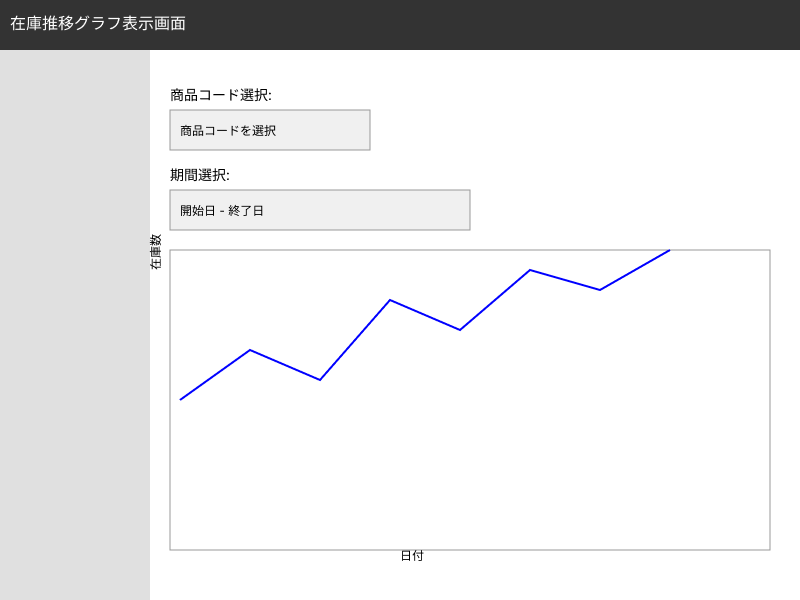 在庫推移グラフ表示画面
商品コード選択:
商品コードを選択
期間選択:
開始日 - 終了日
在庫数
日付